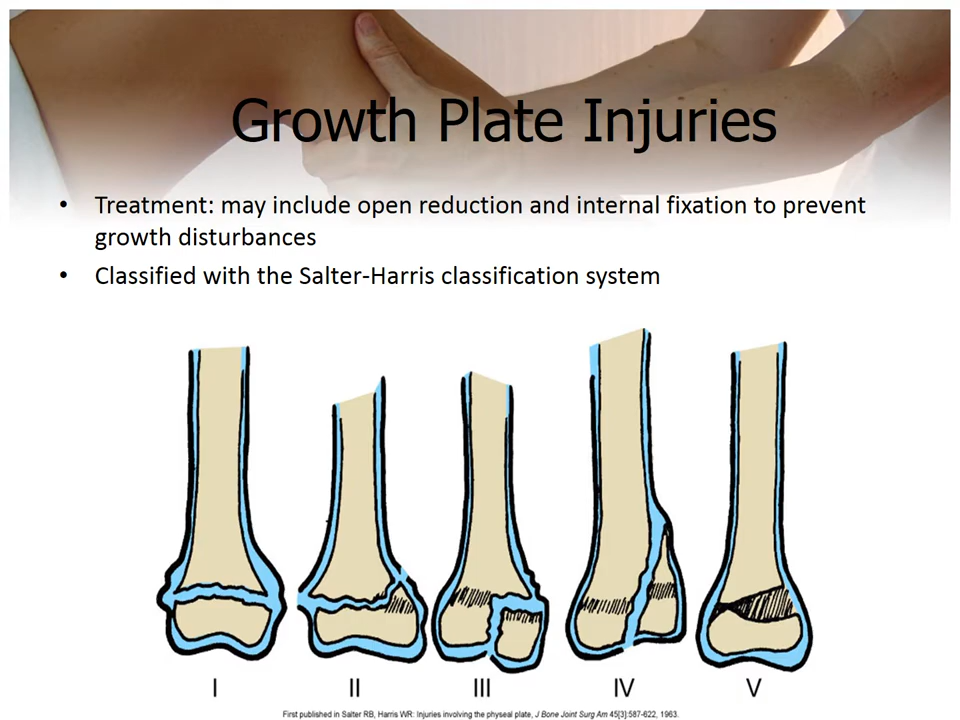 Growth Plate Injuries
• Treatment: may include open reduction and internal fixation to prevent
growth disturbances
• Classified with the Salter-Harris classification system
I II III IV V
First published in Salter RB, Harris WR: Injuries involving the physeal plate, J Bone Joint Surg Am 45[3]:587-622, 1963.